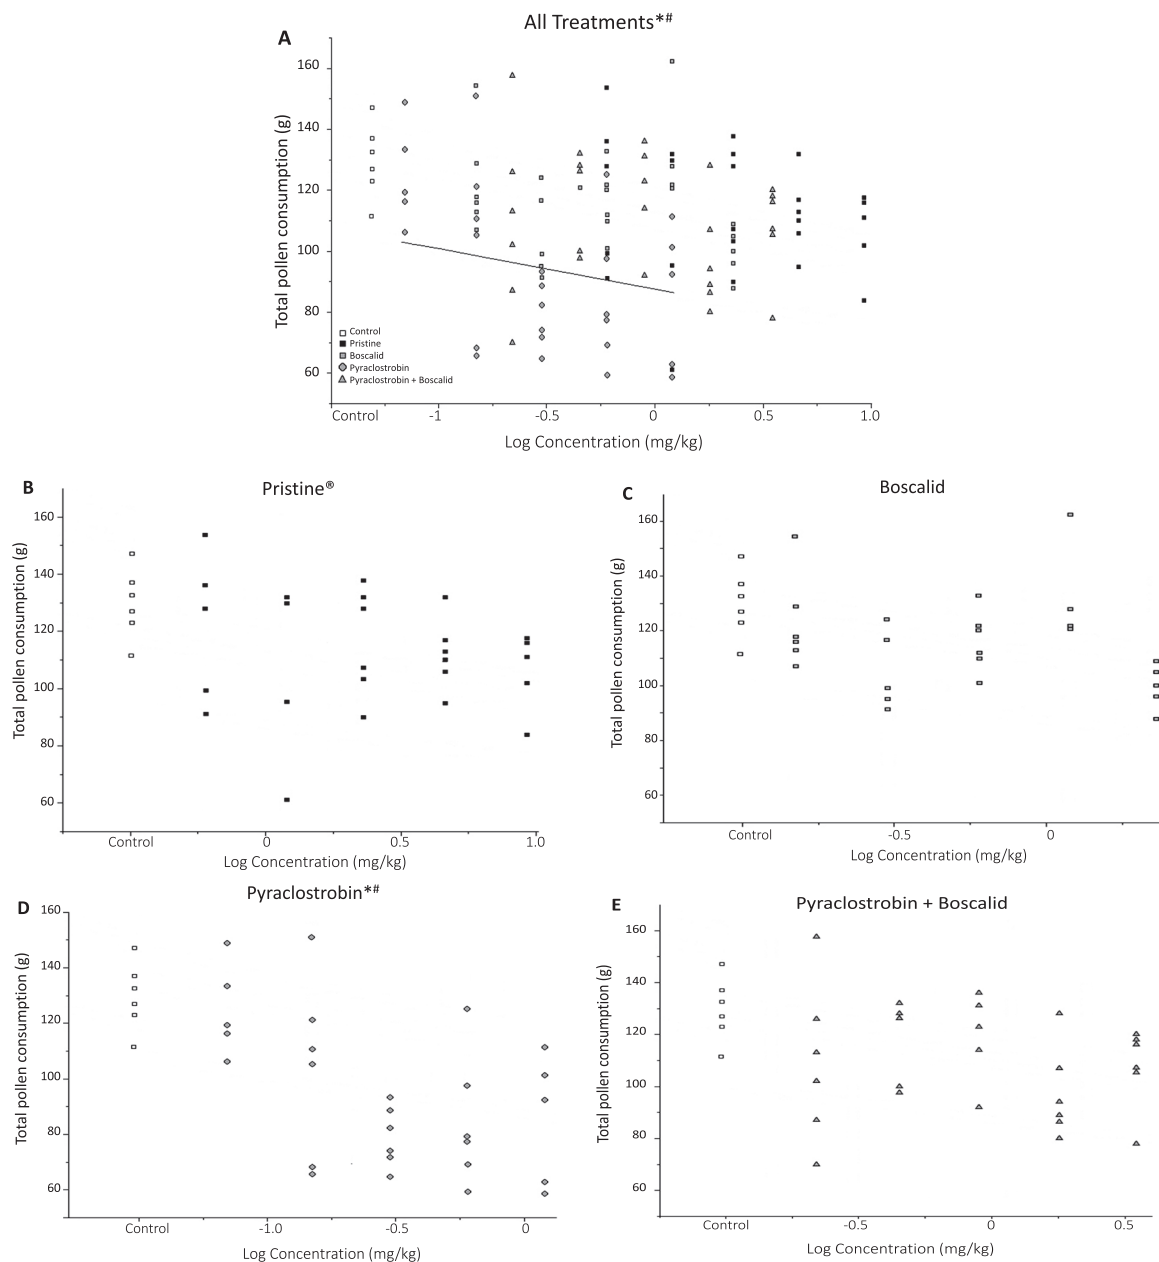 All Treatments*#
A
Total pollen consumption (g)
160
140
120
100
80
60
Control
Pristine
Boscalid
Pyraclostrobin
Pyraclostrobin + Boscalid
Control -1 -0.5 0 0.5 1.0
Log Concentration (mg/kg)
B
Pristine®
Total pollen consumption (g)
160
140
120
100
80
60
Control 0 0.5 1.0
Log Concentration (mg/kg)
C
Boscalid
Total pollen consumption (g)
160
140
120
100
80
60
Control -0.5 0
Log Concentration (mg/kg)
D
Pyraclostrobin*#
Total pollen consumption (g)
160
140
120
100
80
60
Control -1.0 -0.5 0
Log Concentration (mg/kg)
E
Pyraclostrobin + Boscalid
Total pollen consumption (g)
160
140
120
100
80
60
Control -0.5 0 0.5
Log Concentration (mg/kg)